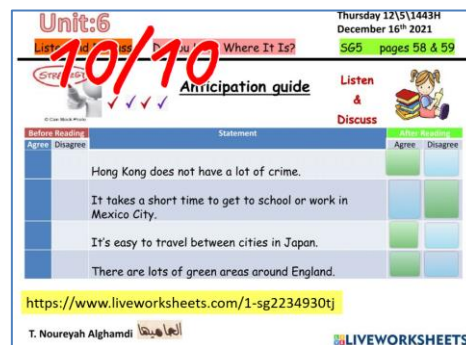 Unit:6
Thursday 12\5\1443H
December 16th 2021
Where It Is?
SG5 pages 58 & 59
10/10
Anticipation guide
Listen
&
Discuss
© Can Stock Photo
Before Reading
Statement
After Reading
Agree Disagree
Agree Disagree
Hong Kong does not have a lot of crime.
It takes a short time to get to school or work in
Mexico City.
It's easy to travel between cities in Japan.
There are lots of green areas around England.
https://www.liveworksheets.com/1-sg2234930tj
T. Noureyah Alghamdi
LIVEWORKSHEETS